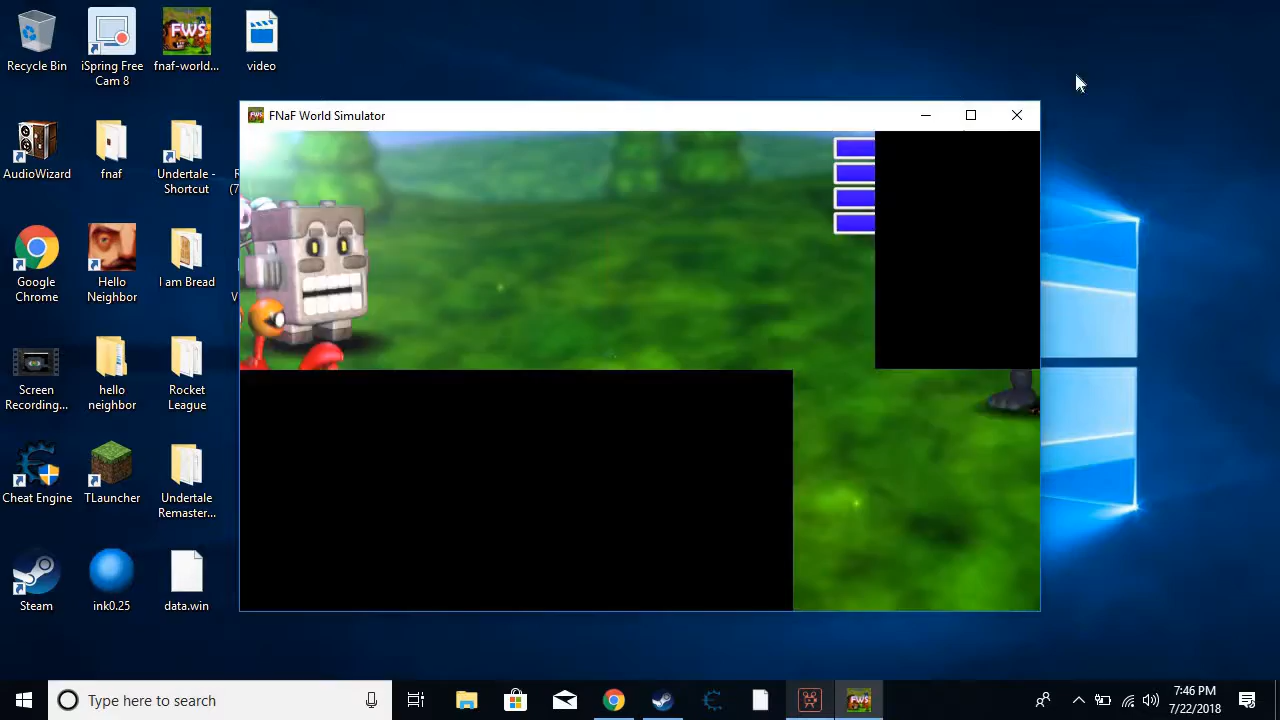 Recycle Bin
iSpring Free
Cam 8
fnaf-world...
video
FNaF World Simulator
AudioWizard
fnaf
Undertale -
Shortcut
Google
Chrome
Hello
Neighbor
I am Bread
Screen
Recording...
hello
neighbor
Rocket
League
Cheat Engine
TLauncher
Undertale
Remaster...
Steam
ink0.25
data.win
Type here to search
7:46 PM
7/22/2018
FWS